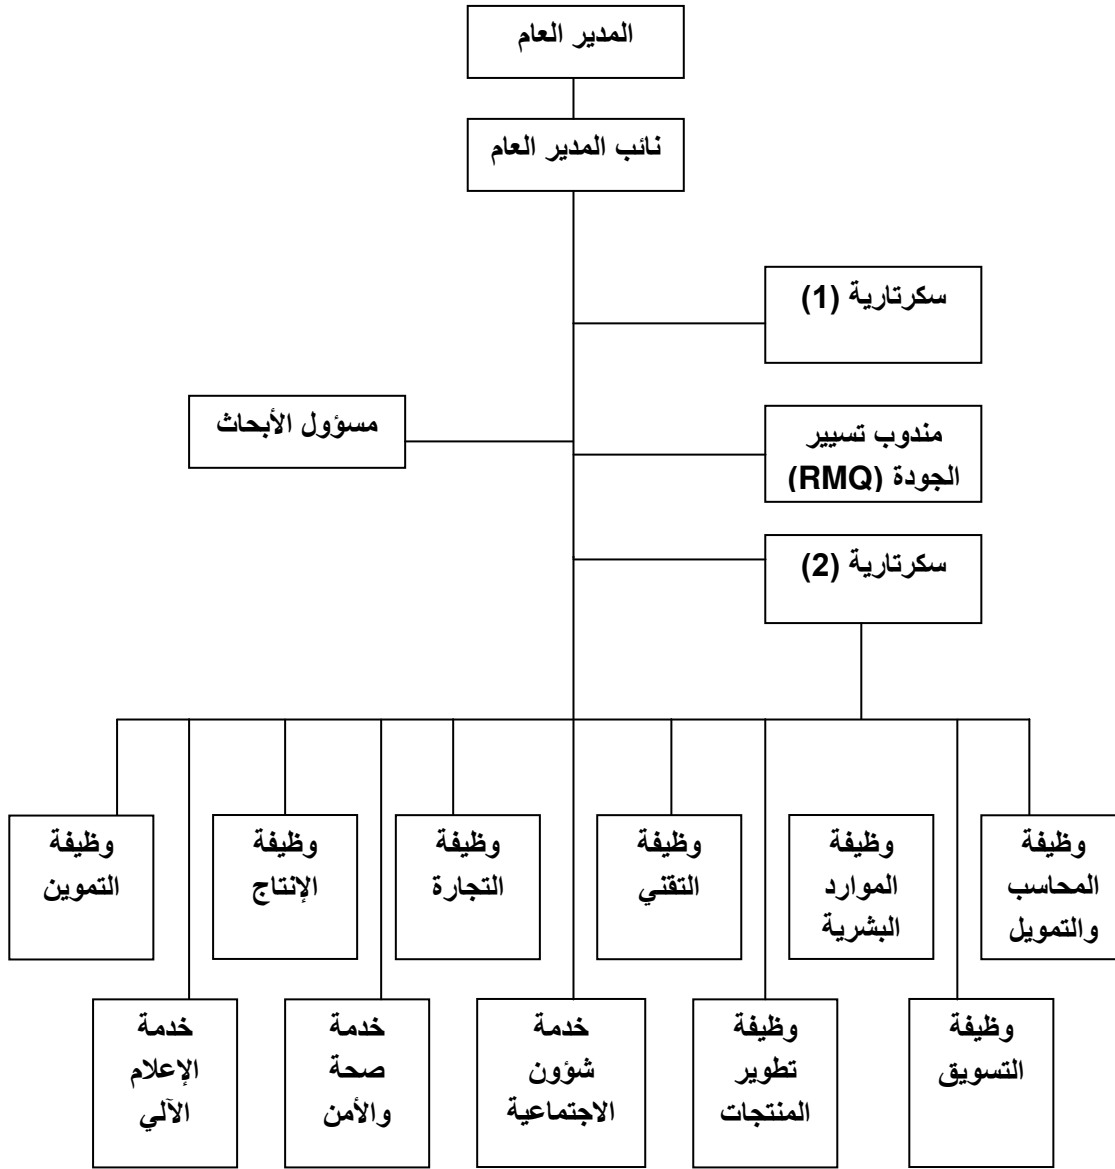 المدير العام
نائب المدير العام
سكرتارية (1)
مسؤول الأبحاث
مندوب تسيير
الجودة (RMQ)
سكرتارية (2)
وظيفة
المحاسب
والتمويل
وظيفة
الموارد
البشرية
وظيفة
التقني
وظيفة
التجارة
وظيفة
الإنتاج
وظيفة
التموين
وظيفة
التسويق
وظيفة
تطوير
المنتجات
خدمة
شؤون
الاجتماعية
خدمة
صحة
والأمن
خدمة
الإعلام
الآلي